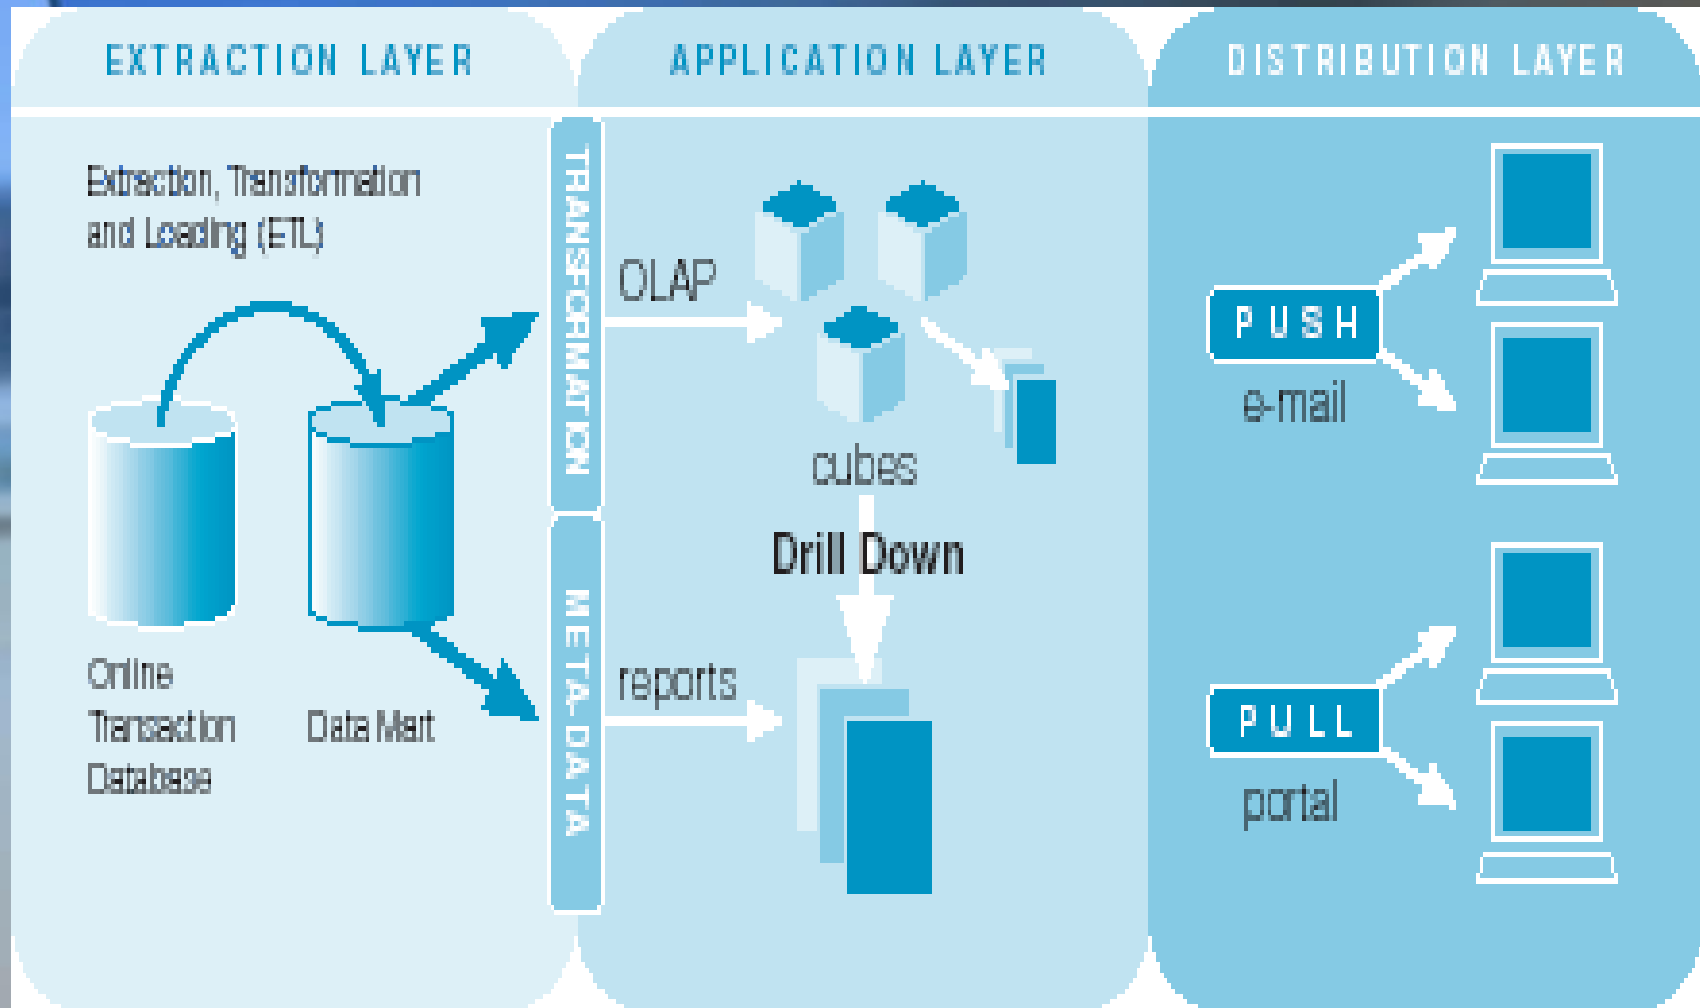 EXTRACTION LAYER
APPLICATION LAYER
DISTRIBUTION LAYER
Extraction, Transformation
and Loading (ETL)
Online
Transaction
Database
Data Mart
TRANSFORMATION
META-DATA
OLAP
cubes
Drill Down
reports
PUSH
e-mail
PULL
portal